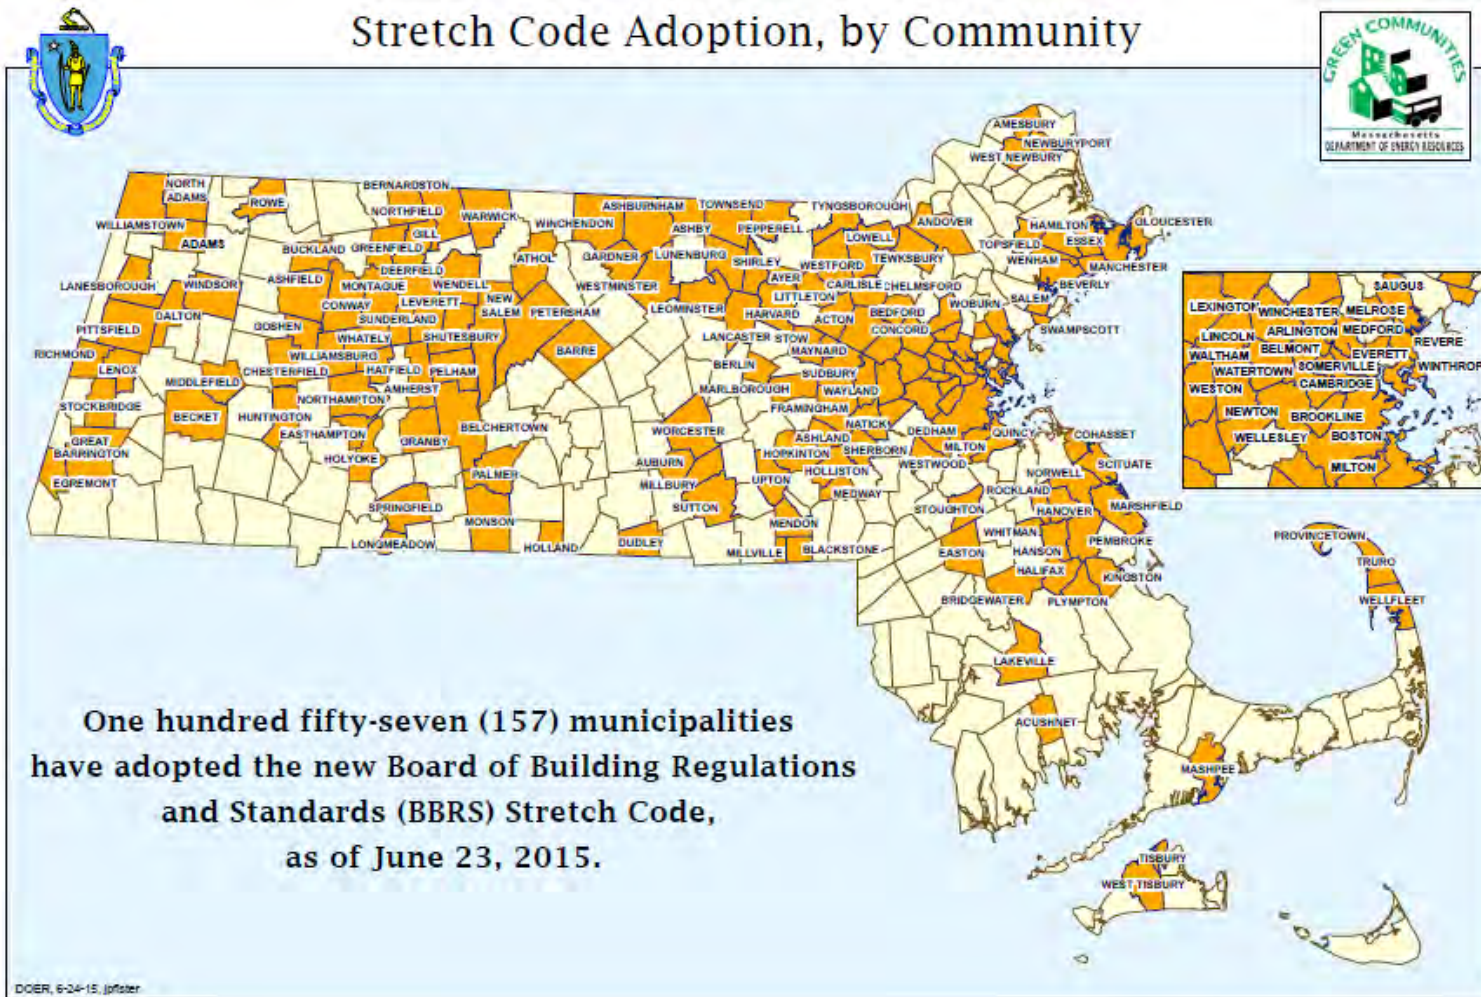 Stretch Code Adoption, by Community
GREEN COMMUNITIES
Massachusetts
DEPARTMENT OF ENERGY RESOURCES
AMESBURY
NEWBURYPORT
WEST NEWBURY
NORTH
ADAMS
ROWE
BERNARDSTON
NORTHFIELD
WARWICK
WINCHENDON
ASHBURNHAM
TOWNSEND
TYNGSBOROUGH
ANDOVER
HAMILTON
GLOUCESTER
WILLIAMSTOWN
ADAMS
BUCKLAND
GREENFIELD
GILL
ATHOL
GARDNER
ASHBY
PEPPERELL
LOWELL
TOPSFIELD
ESSEX
LUNENBURG
SHIRLEY
WESTFORD
TEWKSBURY
WENHAM
MANCHESTER
LANESBOROUGH
WINDSOR
ASHFIELD
DEERFIELD
MONTAGUE
WENDELL
WESTMINSTER
AYER
CARLISLE
CHELMSFORD
BEVERLY
CONWAY
LEVERETT
NEW
SALEM
PETERSHAM
LEOMINSTER
LITTLETON
HARVARD
ACTON
BEDFORD
WOBURN
SALEM
DALTON
PITTSFIELD
GOSHEN
SUNDERLAND
WHATELY
SHUTESBURY
LANCASTER
STOW
CONCORD
SWAMPSCOTT
RICHMOND
LENOX
WILLIAMSBURG
BARRE
MAYNARD
BERLIN
SUDBURY
MIDDLEFIELD
CHESTERFIELD
HATFIELD
PELHAM
AMHERST
MARLBOROUGH
WAYLAND
STOCKBRIDGE
BECKET
HUNTINGTON
NORTHAMPTON
FRAMINGHAM
NATICK
EASTHAMPTON
BELCHERTOWN
WORCESTER
ASHLAND
DEDHAM
QUINCY
COHASSET
GREAT
BARRINGTON
GRANBY
HOLYOKE
HOPKINTON
SHERBORN
MILTON
WESTWOOD
SCITUATE
AUBURN
HOLLISTON
NORWELL
EGREMONT
PALMER
MILLBURY
UPTON
MEDWAY
ROCKLAND
SPRINGFIELD
SUTTON
STOUGHTON
HANOVER
MARSHFIELD
MONSON
MENDON
WHITMAN
PEMBROKE
LONGMEADOW
HOLLAND
DUDLEY
MILLVILLE
BLACKSTONE
EASTON
HANSON
HALIFAX
KINGSTON
BRIDGEWATER
PLYMPTON
LAKEVILLE
ACUSHNET
MASHPEE
TISBURY
WEST TISBURY
PROVINCETOWN
TRURO
WELLFLEET
SAUGUS
LEXINGTON
WINCHESTER
MELROSE
LINCOLN
ARLINGTON
MEDFORD
REVERE
WALTHAM
BELMONT
EVERETT
WATERTOWN
SOMERVILLE
WINTHROP
WESTON
CAMBRIDGE
NEWTON
BROOKLINE
WELLESLEY
BOSTON
MILTON
One hundred fifty-seven (157) municipalities
have adopted the new Board of Building Regulations
and Standards (BBRS) Stretch Code,
as of June 23, 2015.
DOER, 6-24-15, jpfister